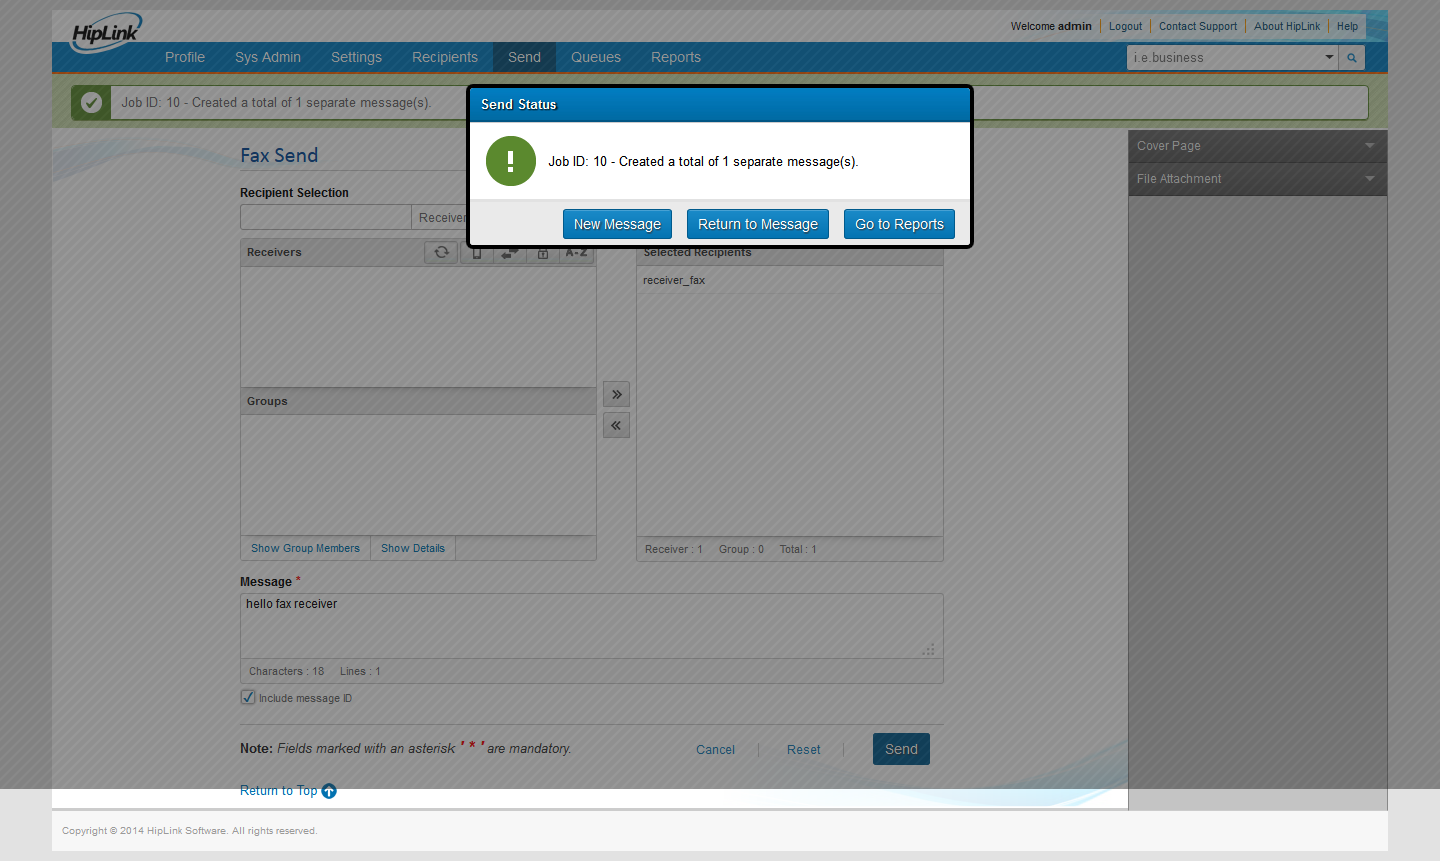 HipLink
Welcome admin Logout Contact Support About HipLink Help
Profile Sys Admin Settings Recipients Send Queues Reports i.e.business
Job ID: 10 - Created a total of 1 separate message(s).
Send Status
Job ID: 10 - Created a total of 1 separate message(s).
New Message Return to Message Go to Reports
Fax Send
Cover Page
File Attachment
Recipient Selection
Receiver
Receivers A-Z Selected Recipients
receiver_fax
Groups
Show Group Members Show Details
Receiver : 1 Group : 0 Total : 1
Message *
hello fax receiver
Characters : 18 Lines : 1
Include message ID
Note: Fields marked with an asterisk ' * ' are mandatory.
Cancel Reset Send
Return to Top
Copyright © 2014 HipLink Software. All rights reserved.